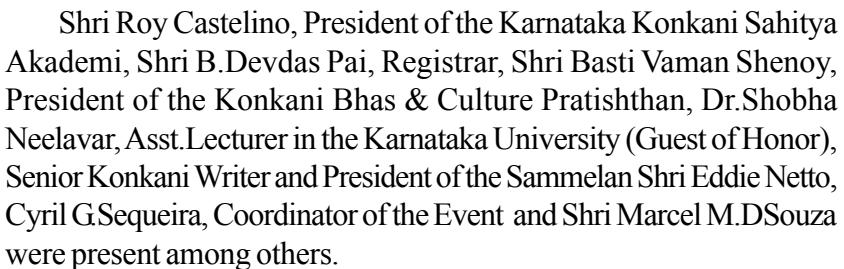 Shri Roy Castelino, President of the Karnataka Konkani Sahitya
Akademi, Shri B.Devdas Pai, Registrar, Shri Basti Vaman Shenoy,
President of the Konkani Bhas & Culture Pratishthan, Dr.Shobha
Neelavar, Asst.Lecturer in the Karnataka University (Guest of Honor),
Senior Konkani Writer and President of the Sammelan Shri Eddie Netto,
Cyril G.Sequeira, Coordinator of the Event and Shri Marcel M.DSouza
were present among others.